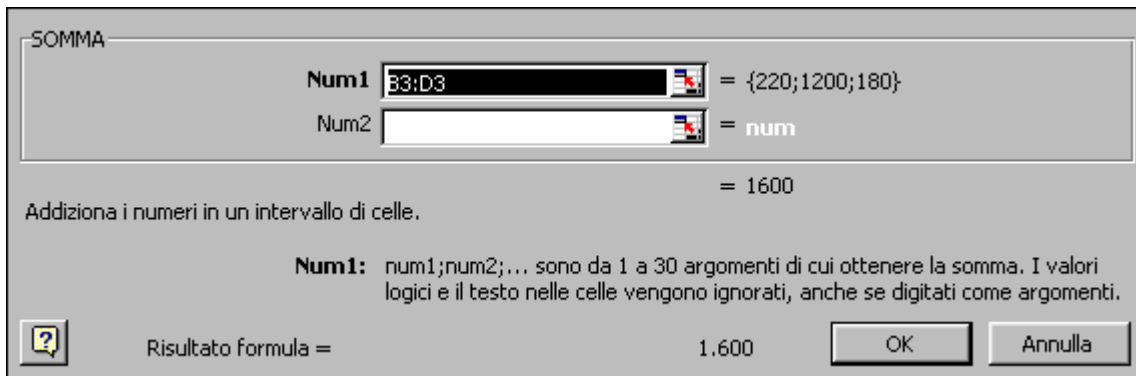 SOMMA
Num1 B3:D3 = {220;1200;180}
Num2 = num
= 1600
Addiziona i numeri in un intervallo di celle.
Num1: num1;num2;... sono da 1 a 30 argomenti di cui ottenere la somma. I valori
logici e il testo nelle celle vengono ignorati, anche se digitati come argomenti.
Risultato formula = 1.600 OK Annulla